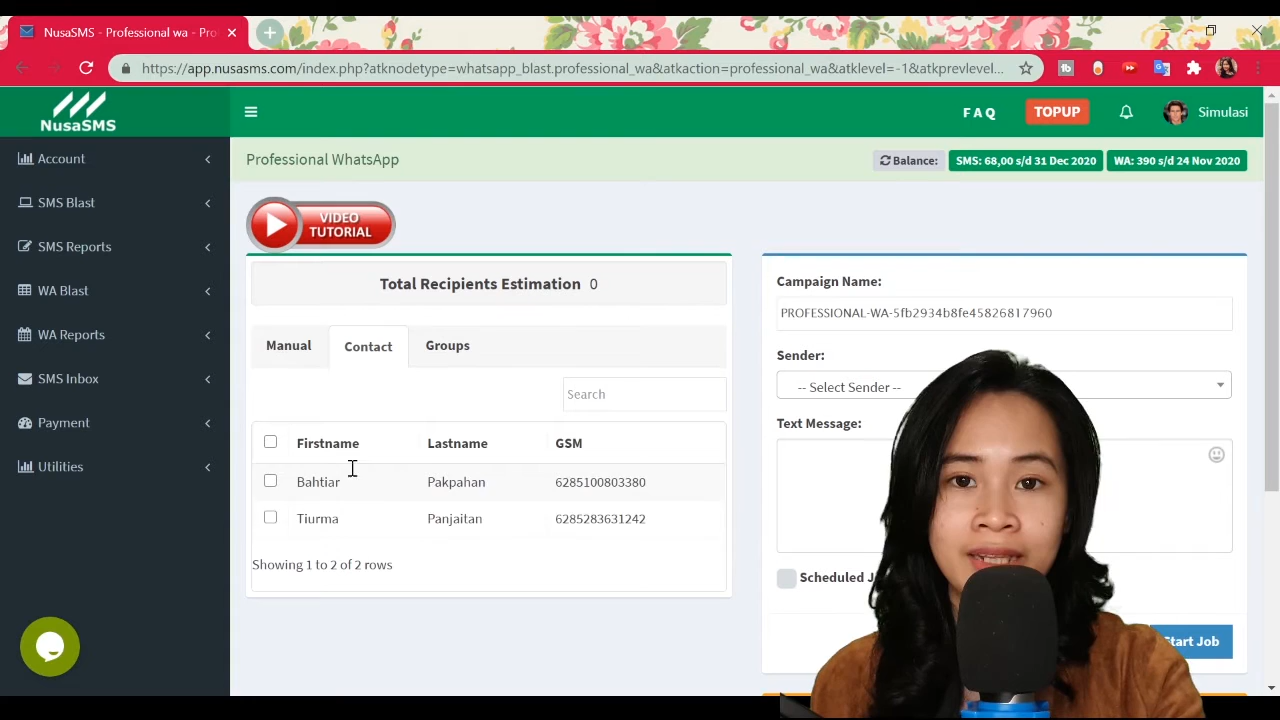 NusaSMS - Professional wa - Pro
https://app.nusasms.com/index.php?atknodetype=whatsapp_blast.professional_wa&atkaction=professional_wa&atklevel=-1&atkprevlevel...
NusaSMS
FAQ
TOPUP
Simulasi
Professional WhatsApp
Balance:
SMS: 68,00 s/d 31 Dec 2020
WA: 390 s/d 24 Nov 2020
Account
SMS Blast
SMS Reports
WA Blast
WA Reports
SMS Inbox
Payment
Utilities
VIDEO
TUTORIAL
Total Recipients Estimation 0
Manual
Contact
Groups
Search
Firstname Lastname GSM
Bahtiar Pakpahan 6285100803380
Tiurma Panjaitan 6285283631242
Showing 1 to 2 of 2 rows
Campaign Name:
PROFESSIONAL-WA-5fb2934b8fe45826817960
Sender:
-- Select Sender --
Text Message:
Scheduled
Start Job